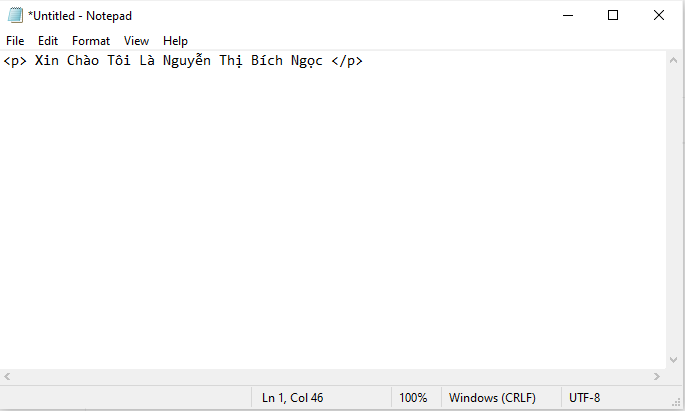 *Untitled - Notepad
File Edit Format View Help
<p> Xin Chào Tôi Là Nguyễn Thị Bích Ngọc </p>
Ln 1, Col 46 100% Windows (CRLF) UTF-8